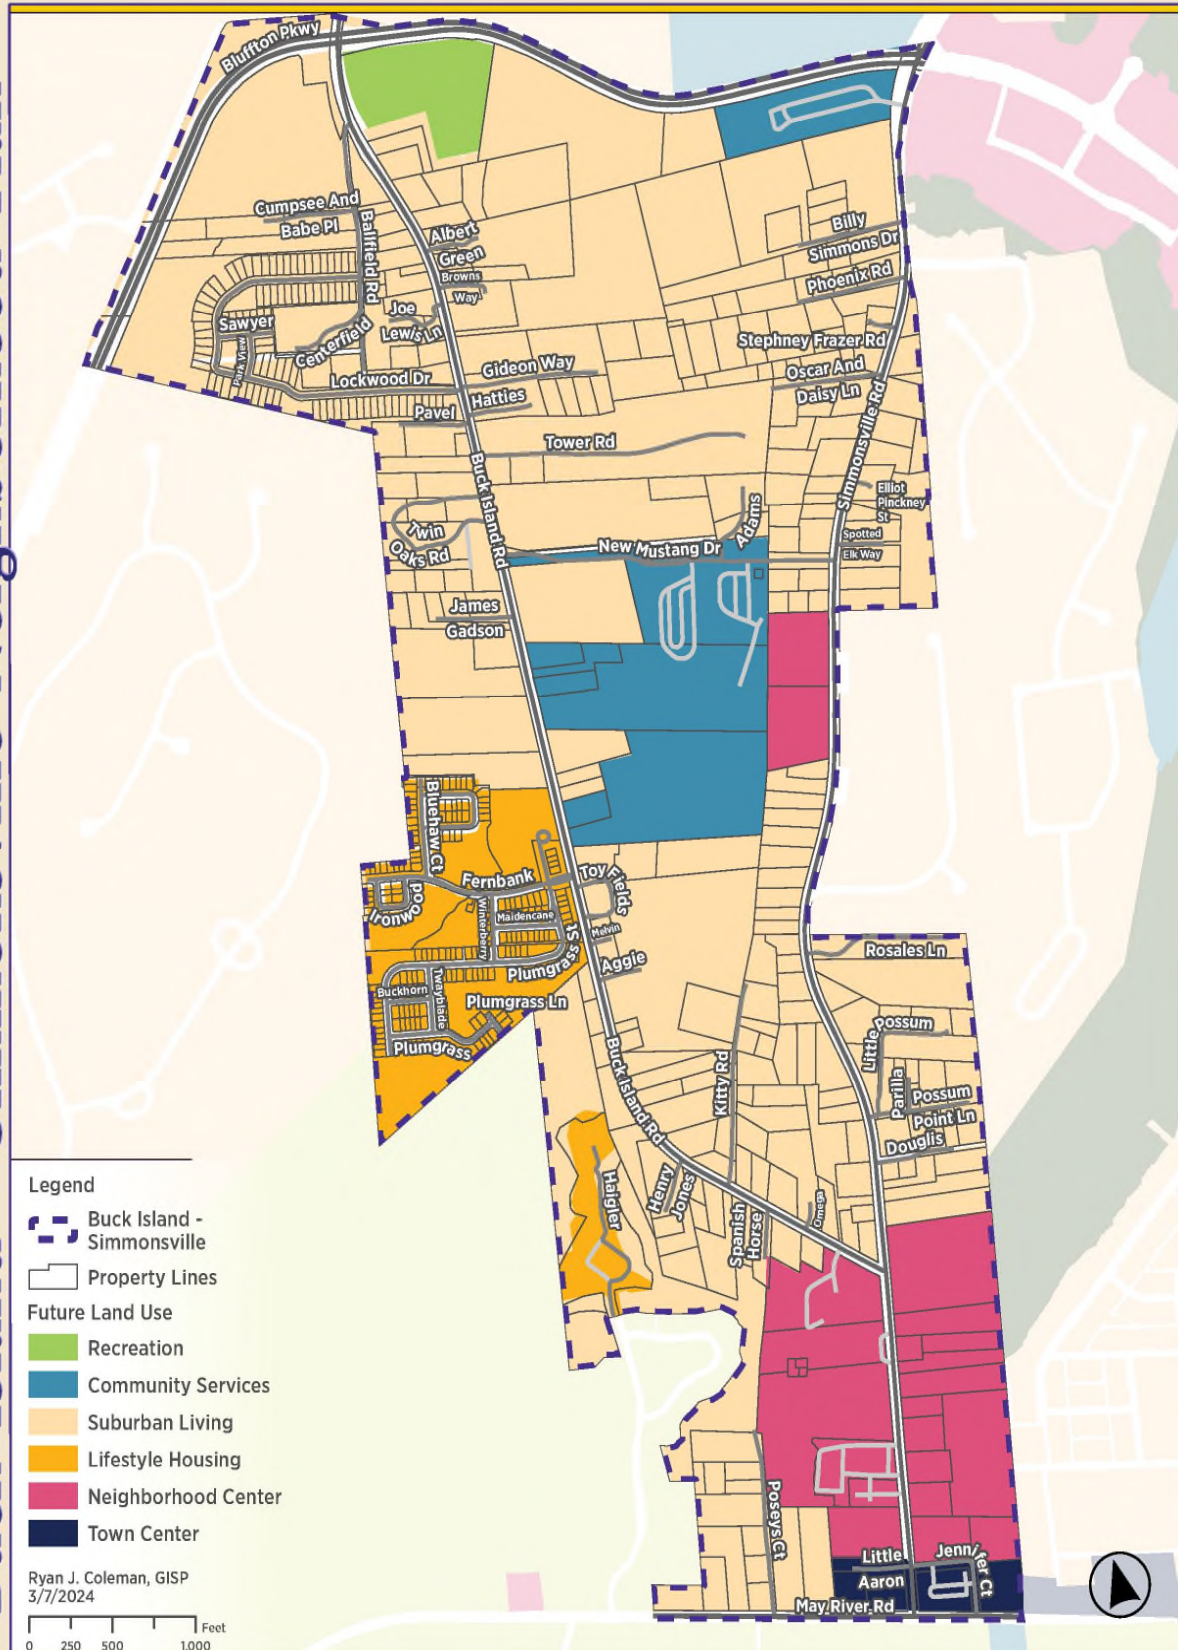 Bluffton Pkwy
Cumpsee And
Babe Pl
Ballfield Rd
Albert
Green
Browns
Way
Joe
Lewis Ln
Sawyer
Park View
Centerfield
Lockwood Dr
Gideon Way
Hatties
Pavel
Tower Rd
Billy
Simmons Dr
Phoenix Rd
Stephney Frazer Rd
Oscar And
Daisy Ln
Simmonsville Rd
Elliot
Pinckney
St
Spotted
Elk Way
Buck Island Rd
Twin
Oaks Rd
New Mustang Dr
Adams
James
Gadson
Bluehaw Ct
Ironwood
Fernbank
Winterberry
Maidencane
Plumgrass St
Toy Fields
Melvin
Aggie
Buckhorn
Twayblade
Plumgrass Ln
Plumgrass
Rosales Ln
Little Possum
Parilla
Possum
Point Ln
Douglis
Buck Island Rd
Kitty Rd
Henry
Jones
Spanish
Horse
Omega
Haigler
Poseys Ct
Little
Aaron
Jennifer Ct
May River Rd
Legend
Buck Island -
Simmonsville
Property Lines
Future Land Use
Recreation
Community Services
Suburban Living
Lifestyle Housing
Neighborhood Center
Town Center
Ryan J. Coleman, GISP
3/7/2024
Feet
0 250 500 1,000